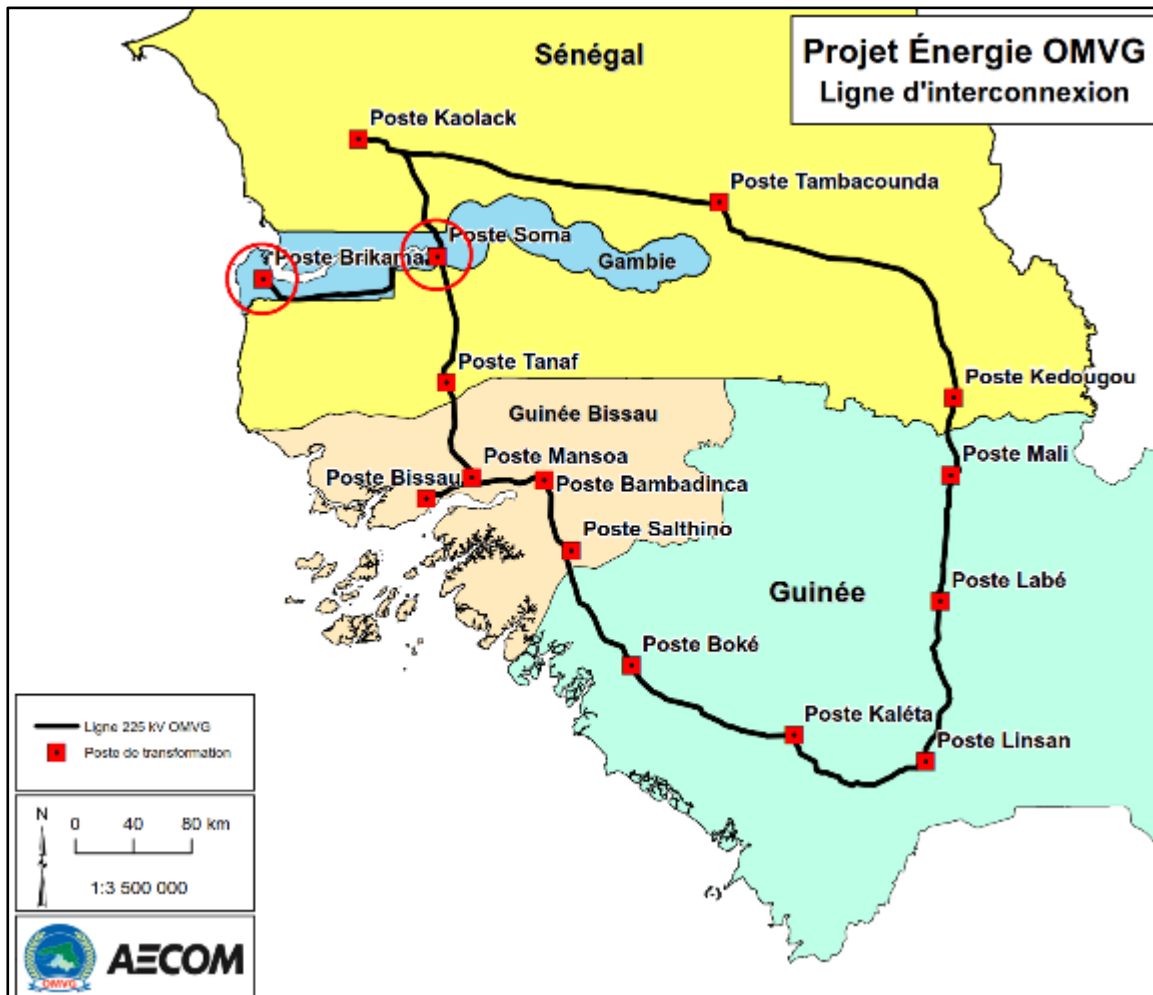 Projet Énergie OMVG
Ligne d'interconnexion
Sénégal
Poste Kaolack
Poste Tambacounda
Poste Soma
Poste Brikama
Gambie
Poste Tanaf
Poste Kedougou
Guinée Bissau
Poste Mansoa
Poste Mali
Poste Bissau
Poste Bambadinca
Poste Salthino
Guinée
Poste Labé
Poste Boké
Poste Kaléta
Poste Linsan
Ligne 225 kV OMVG
Poste de transformation
N
0 40 80 km
1:3 500 000
OMVG
AECOM